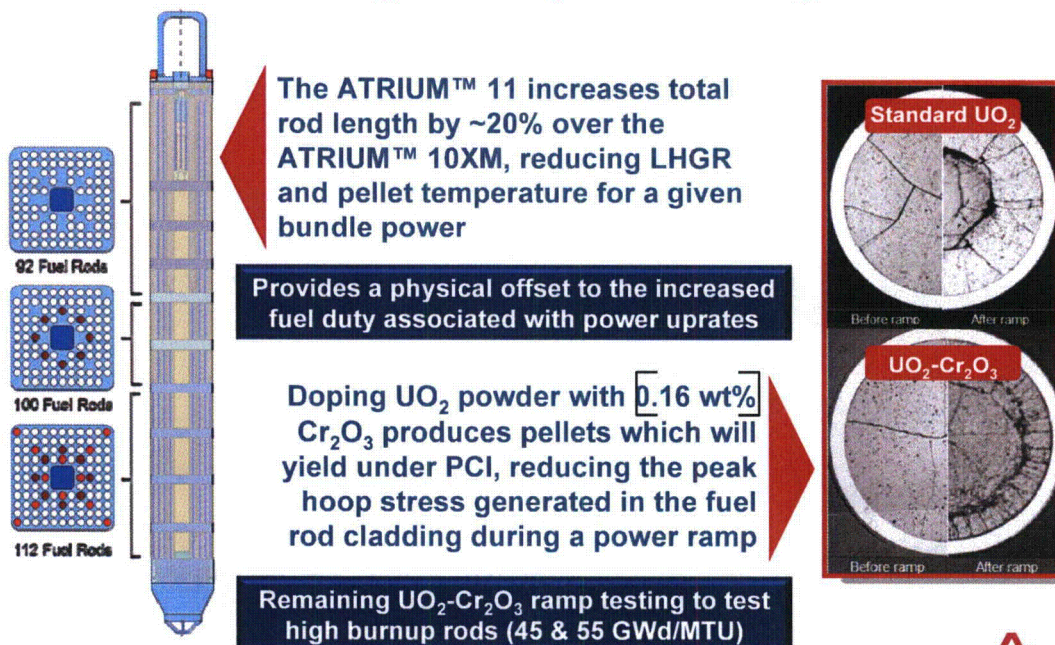 The ATRIUM™ 11 increases total
rod length by ~20% over the
ATRIUM™ 10XM, reducing LHGR
and pellet temperature for a given
bundle power
92 Fuel Rods
Provides a physical offset to the increased
fuel duty associated with power uprates
100 Fuel Rods
Doping UO₂ powder with [0.16 wt%]
Cr₂O₃ produces pellets which will
yield under PCI, reducing the peak
hoop stress generated in the fuel
rod cladding during a power ramp
112 Fuel Rods
Remaining UO₂-Cr₂O₃ ramp testing to test
high burnup rods (45 & 55 GWd/MTU)
Standard UO₂
Before ramp
After ramp
UO₂-Cr₂O₃
Before ramp
After ramp